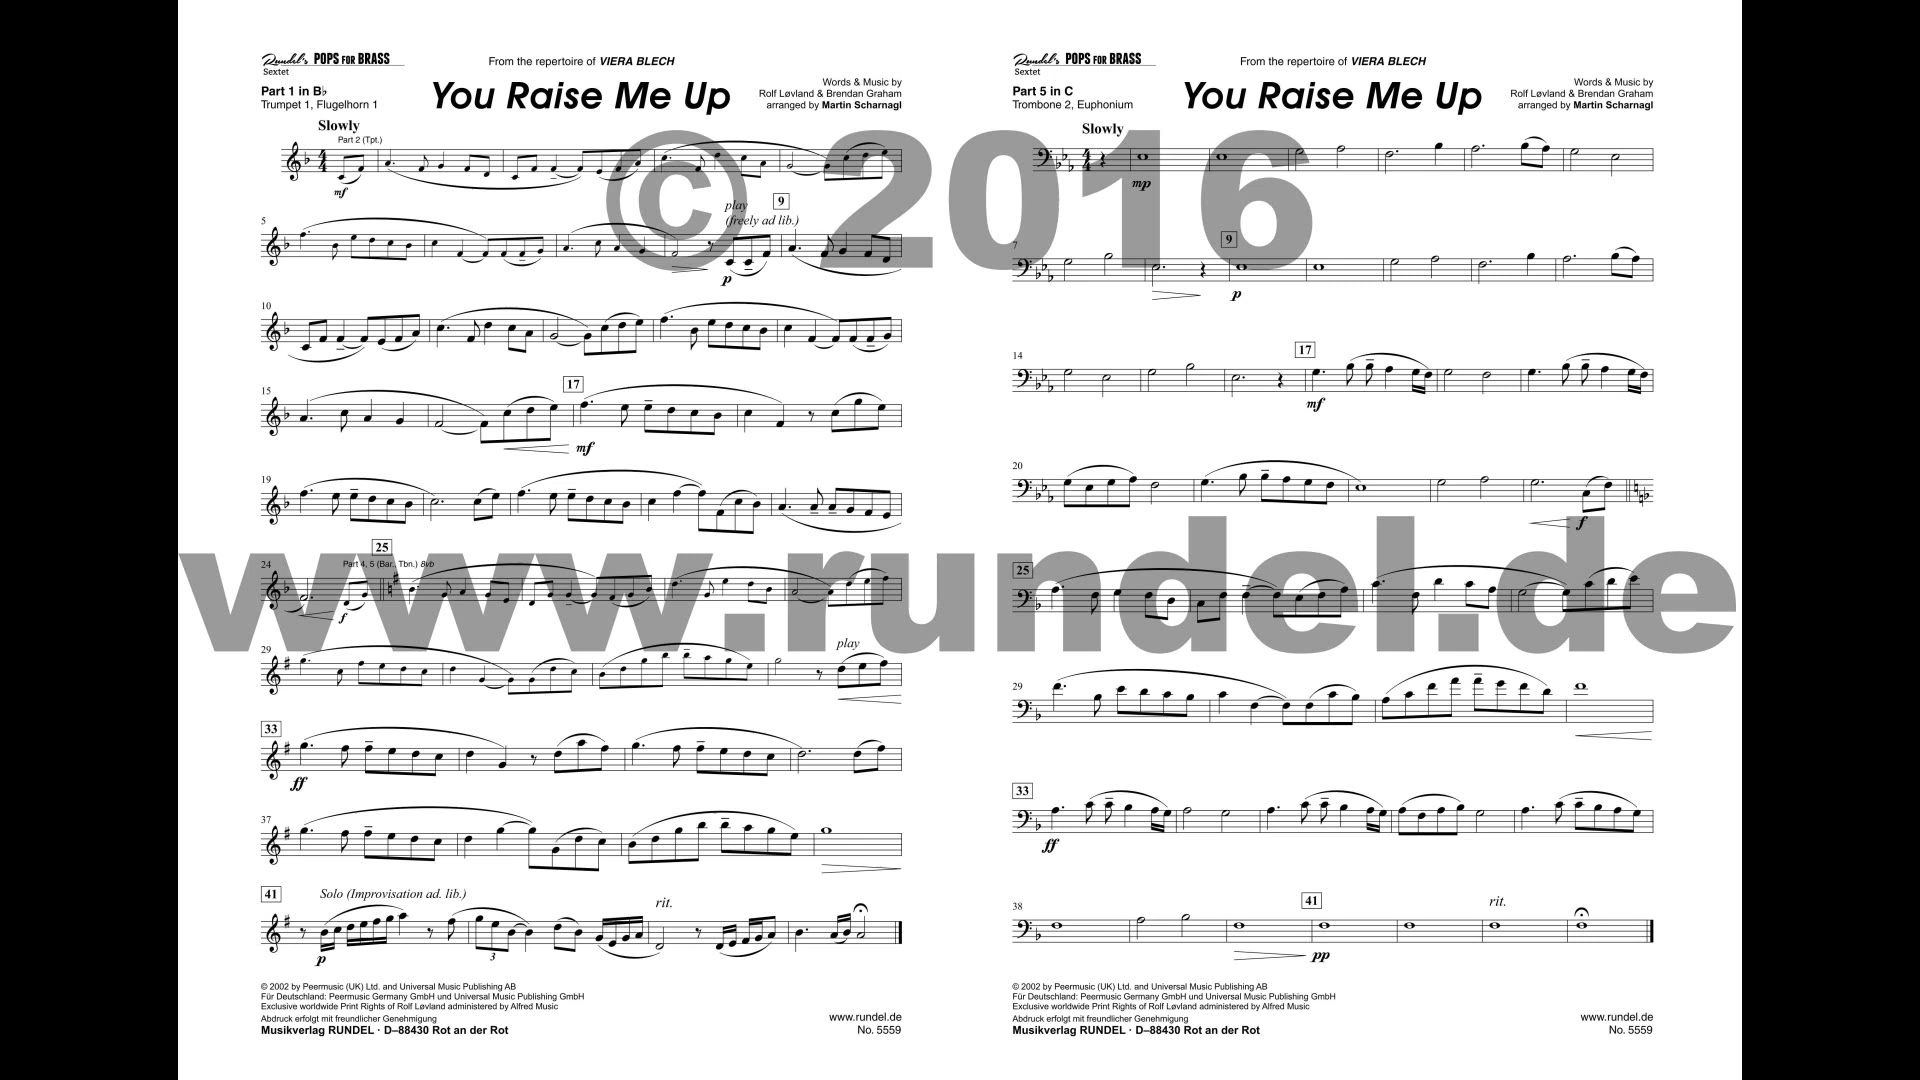 Rundel's POPS FOR BRASS
Sextet
From the repertoire of VIERA BLECH
Part 1 in B♭
Trumpet 1, Flugelhorn 1
You Raise Me Up
Words & Music by
Rolf Løvland & Brendan Graham
arranged by Martin Scharnagl
Slowly
Part 2 (Tpt.)
mf
5
play
(freely ad lib.)
9
p
10
15
17
mf
19
24
25
Part 4, 5 (Bar., Tbn.) 8vb
f
29
play
33
ff
37
41
Solo (Improvisation ad. lib.)
rit.
p
3
© 2002 by Peermusic (UK) Ltd. and Universal Music Publishing AB
Für Deutschland: Peermusic Germany GmbH und Universal Music Publishing GmbH
Exclusive worldwide Print Rights of Rolf Løvland administered by Alfred Music
Abdruck erfolgt mit freundlicher Genehmigung
Musikverlag RUNDEL · D–88430 Rot an der Rot
www.rundel.de
No. 5559
Rundel's POPS FOR BRASS
Sextet
From the repertoire of VIERA BLECH
Part 5 in C
Trombone 2, Euphonium
You Raise Me Up
Words & Music by
Rolf Løvland & Brendan Graham
arranged by Martin Scharnagl
Slowly
mp
7
9
p
14
17
mf
20
f
25
29
33
ff
38
41
rit.
pp
© 2002 by Peermusic (UK) Ltd. and Universal Music Publishing AB
Für Deutschland: Peermusic Germany GmbH und Universal Music Publishing GmbH
Exclusive worldwide Print Rights of Rolf Løvland administered by Alfred Music
Abdruck erfolgt mit freundlicher Genehmigung
Musikverlag RUNDEL · D–88430 Rot an der Rot
www.rundel.de
No. 5559
© 2016
www.rundel.de